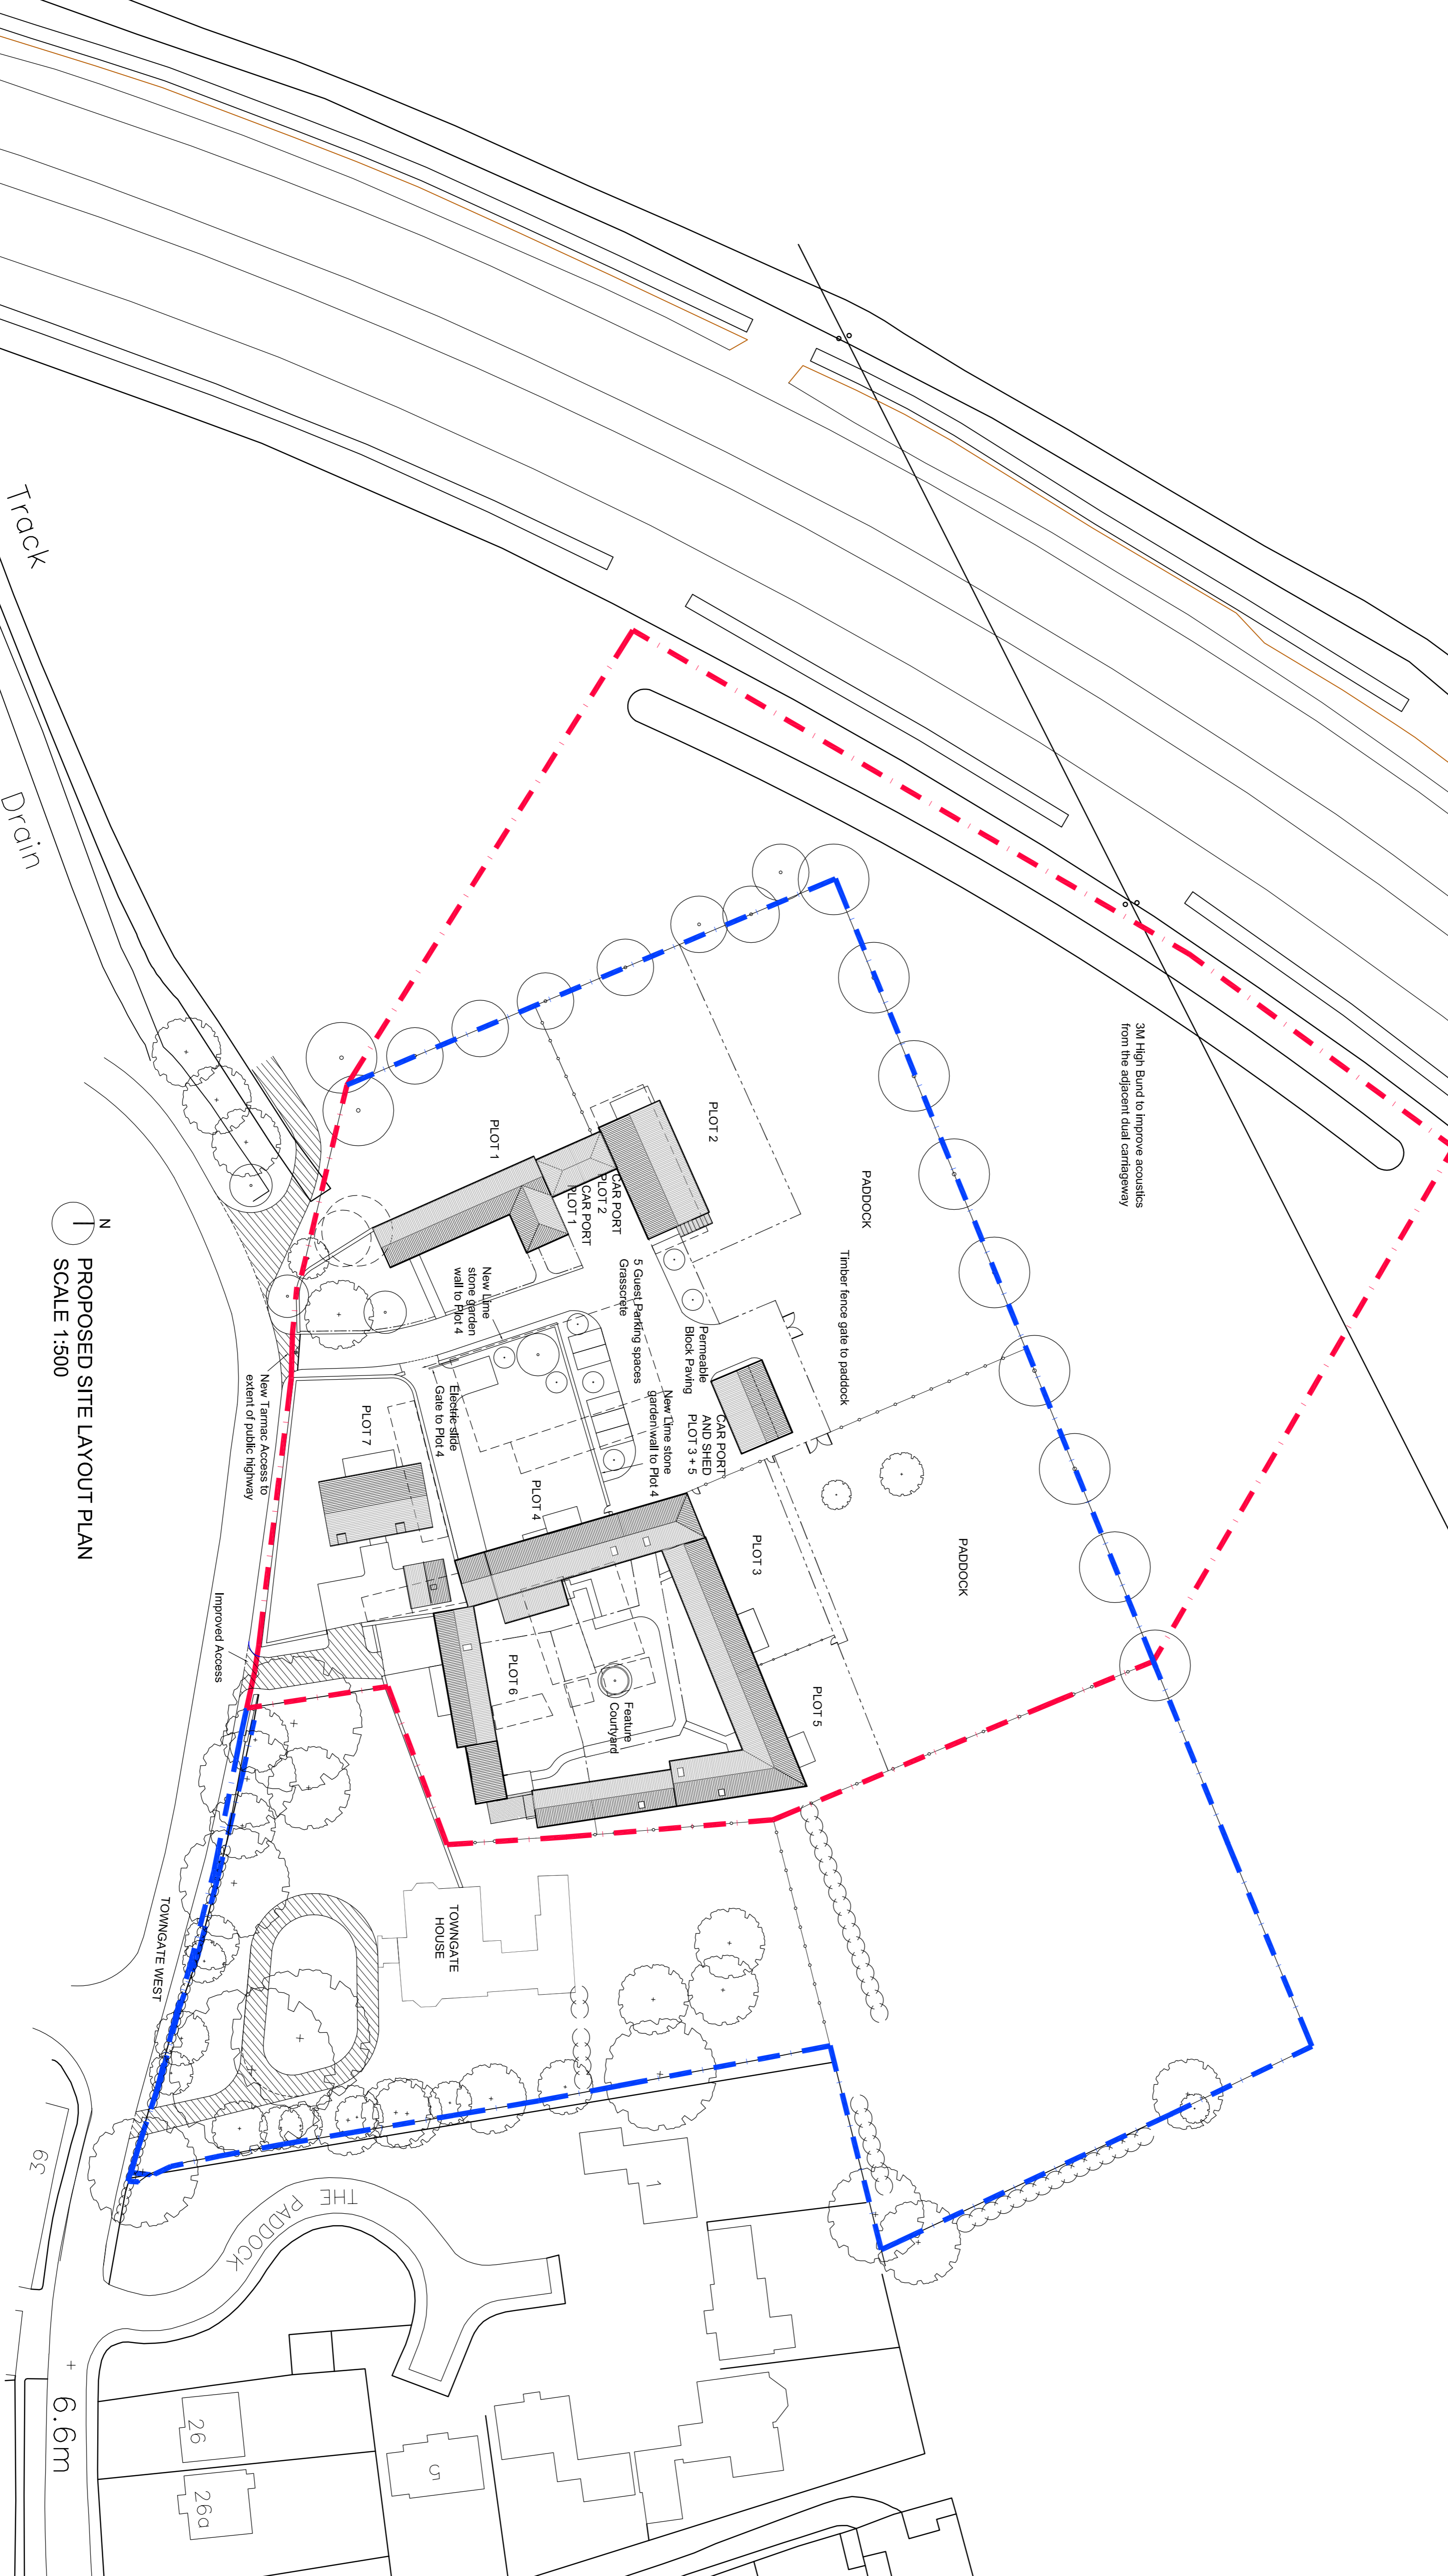 Track
Drain
3M High Bund to improve acoustics
from the adjacent dual carriageway
PADDOCK
Timber fence gate to paddock
PADDOCK
PLOT 2
PLOT 1
CAR PORT
PLOT 2
CAR PORT
PLOT 1
5 Guest Parking spaces
Grasscrete
New Lime
stone garden
wall to Plot 4
Permeable
Block Paving
New Lime stone
garden wall to Plot 4
CAR PORT
AND SHED
PLOT 3 + 5
Electric slide
Gate to Plot 4
PLOT 7
PLOT 4
PLOT 3
PLOT 5
PLOT 6
Feature
Courtyard
New Tarmac Access to
extent of public highway
Improved Access
N
PROPOSED SITE LAYOUT PLAN
SCALE 1:500
TOWNGATE
HOUSE
TOWNGATE WEST
THE
PADDOCK
39
1
5
26
26a
6.6m